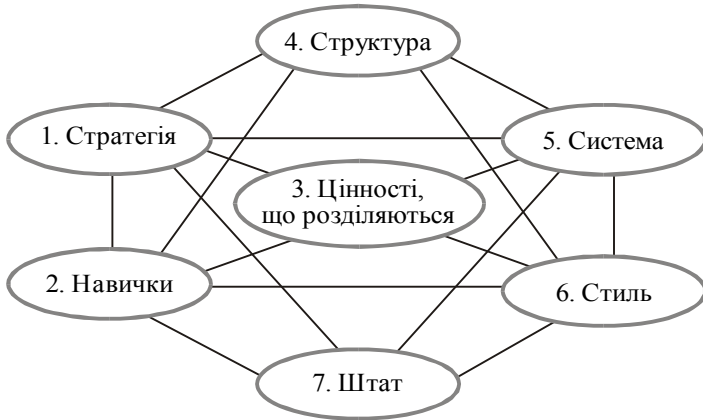 4. Структура
1. Стратегія
5. Система
3. Цінності,
що розділяються
2. Навички
6. Стиль
7. Штат